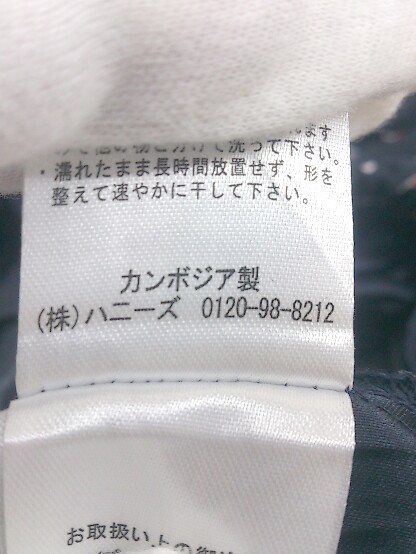 て洗って下さい。
・濡れたまま長時間放置せず、形を
整えて速やかに干して下さい。
カンボジア製
(株)ハニーズ 0120-98-8212
お取扱い上の